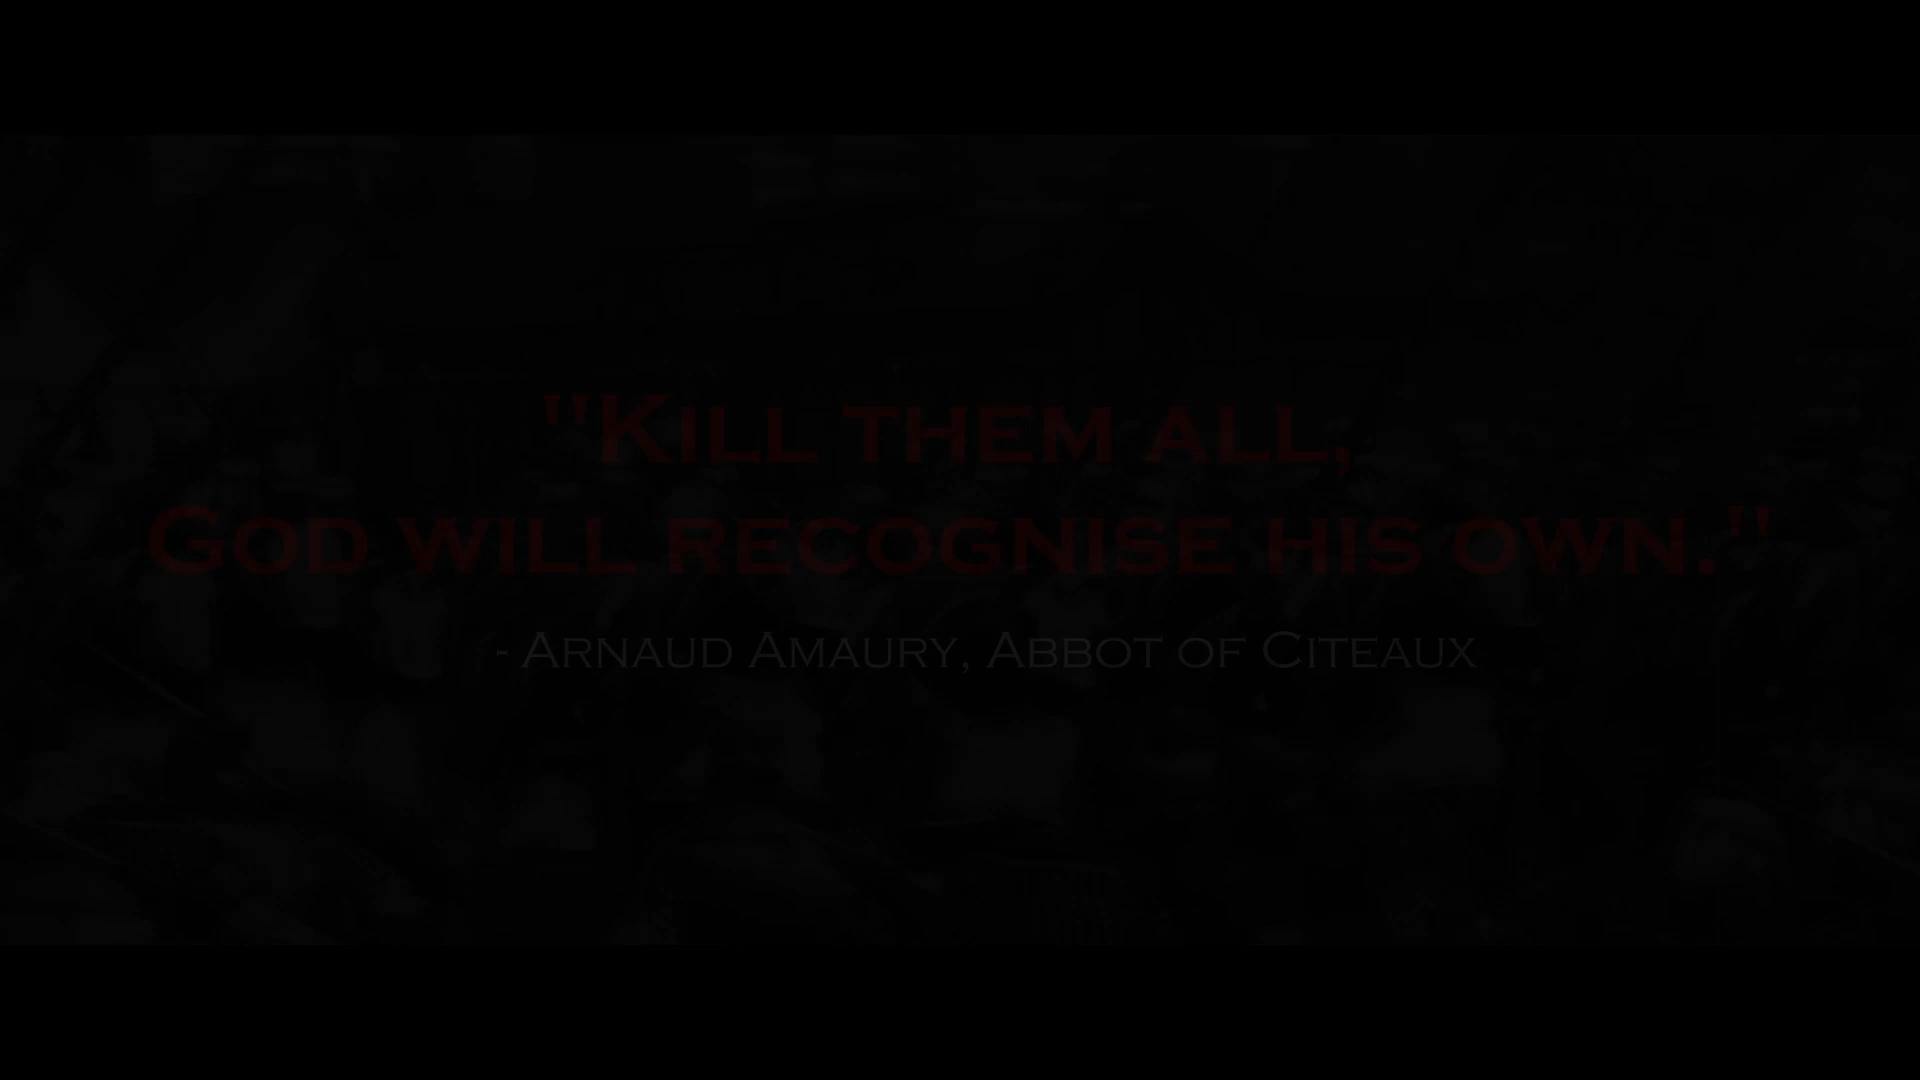 "Kill them all,
God will recognise his own."
- Arnaud Amaury, Abbot of Citeaux